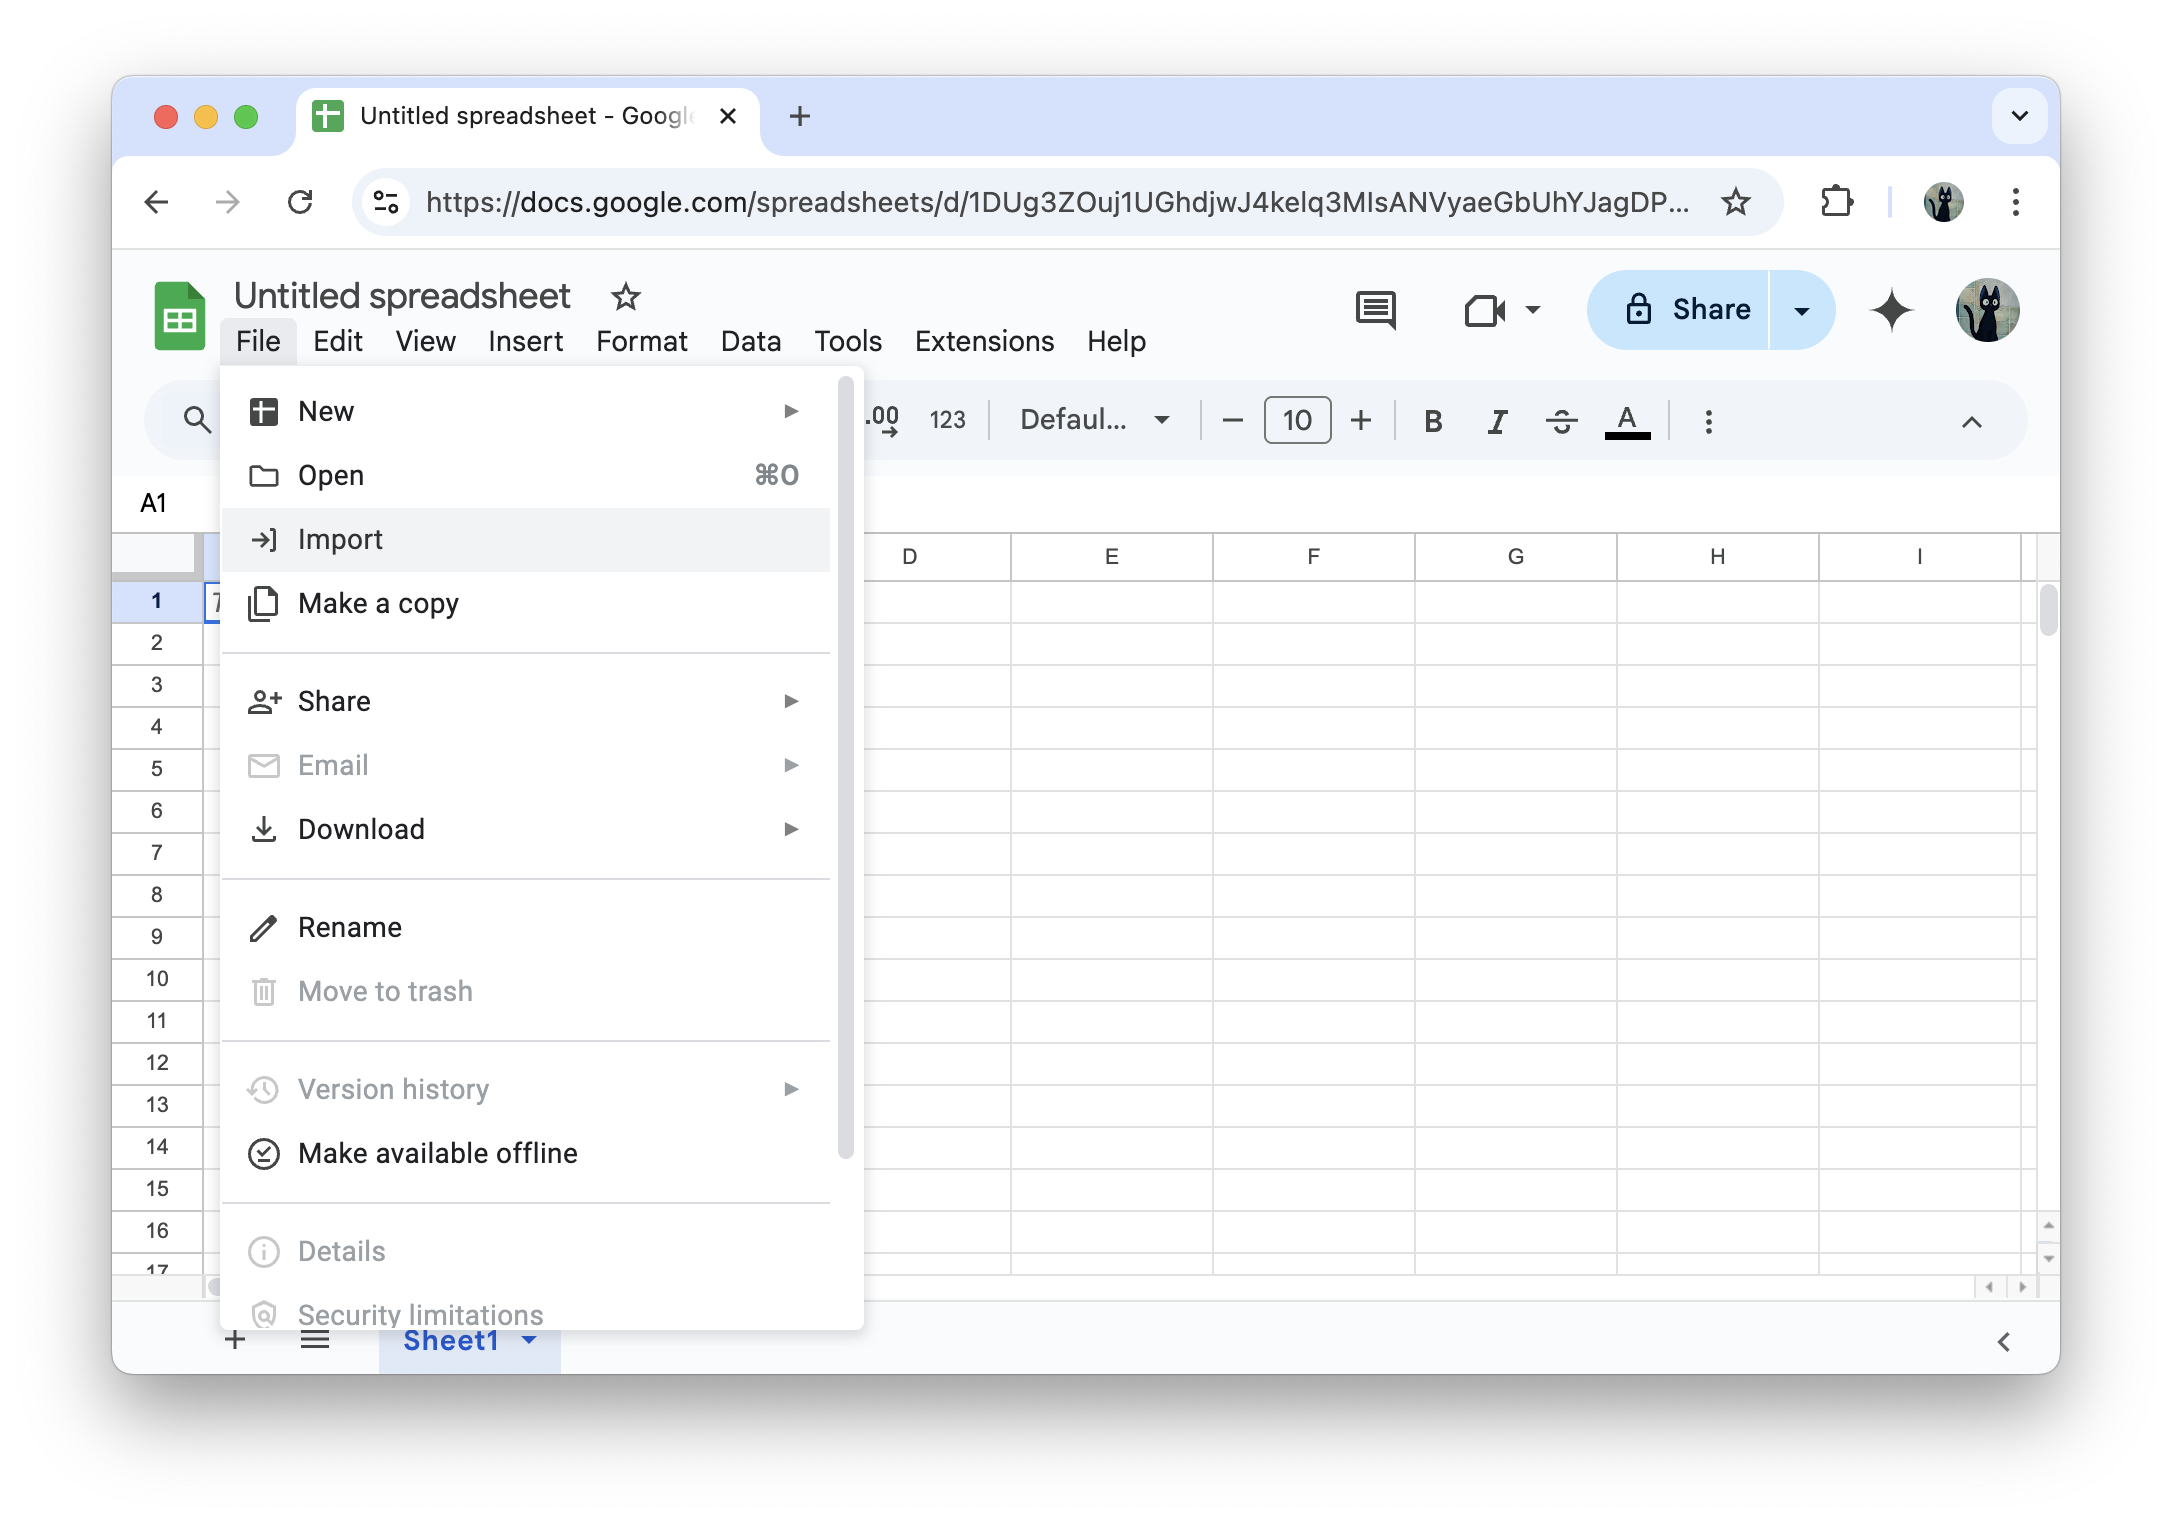 Untitled spreadsheet - Google
https://docs.google.com/spreadsheets/d/1DUg3ZOuj1UGhdjwJ4kelq3MIsANVyaeGbUhYJagDP...
Untitled spreadsheet
Share
File Edit View Insert Format Data Tools Extensions Help
.00 123 Defaul... 10 B I S A
A1
New
Open ⌘O
Import
Make a copy
Share
Email
Download
Rename
Move to trash
Version history
Make available offline
Details
Security limitations
D E F G H I
1
2
3
4
5
6
7
8
9
10
11
12
13
14
15
16
17
Sheet1